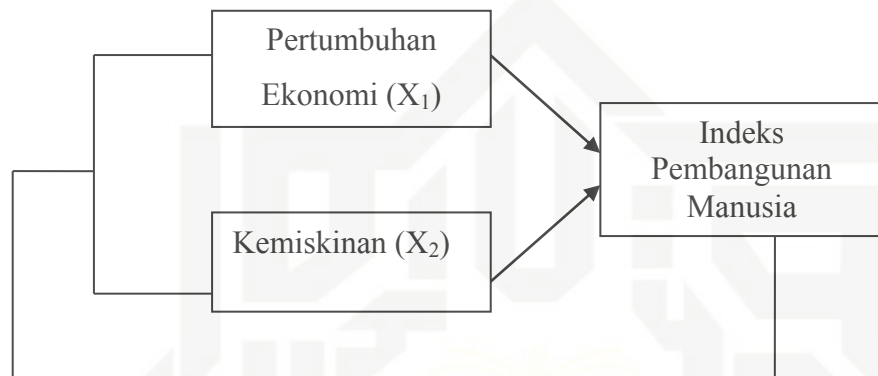 Pertumbuhan
Ekonomi (X₁)
Indeks
Pembangunan
Manusia
Kemiskinan (X₂)